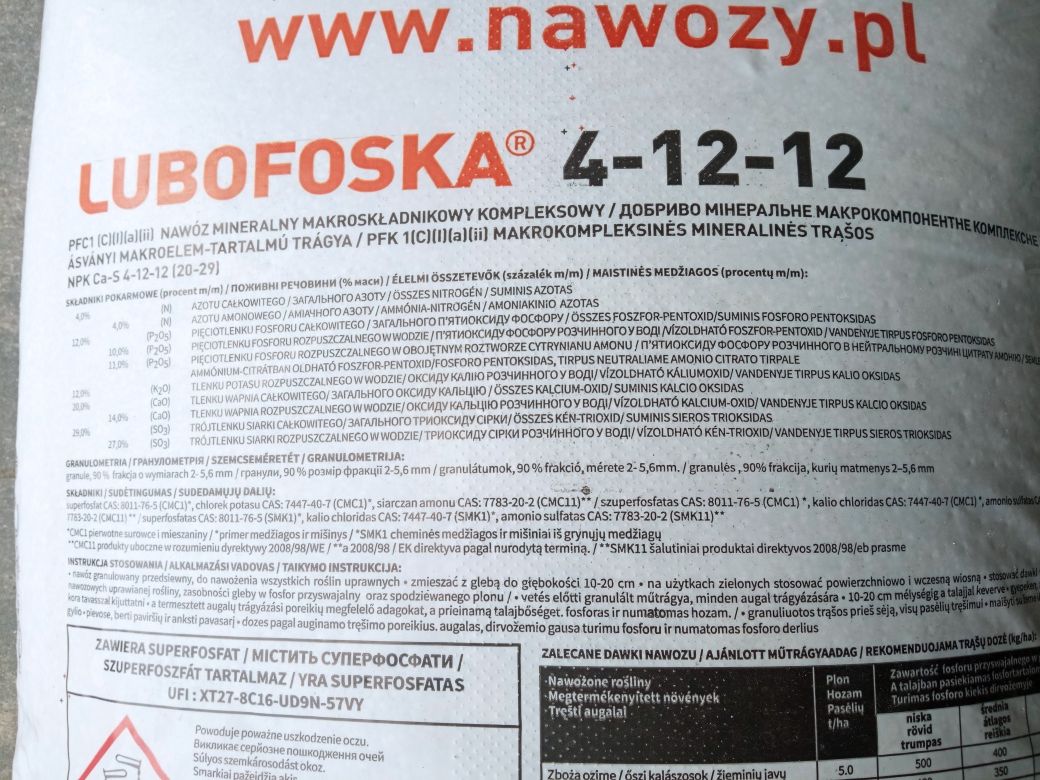 www.nawozy.pl
LUBOFOSKA® 4-12-12
PFC1 (C)(I)(a)(ii) NAWÓZ MINERALNY MAKROSKŁADNIKOWY KOMPLEKSOWY / ДОБРИВО МІНЕРАЛЬНЕ МАКРОКОМПОНЕНТНЕ КОМПЛЕКСНЕ
ÁSVÁNYI MAKROELEM-TARTALMÚ TRÁGYA / PFK 1(C)(I)(a)(ii) MAKROKOMPLEKSINĖS MINERALINĖS TRĄŠOS
NPK Ca-S 4-12-12 (20-29)
SKŁADNIKI POKARMOWE (procent m/m) / ПОЖИВНІ РЕЧОВИНИ (% маси) / ÉLELMI ÖSSZETEVŐK (százalék m/m) / MAISTINĖS MEDŽIAGOS (procentų m/m):
4,0% (N) AZOTU CAŁKOWITEGO / ЗАГАЛЬНОГО АЗОТУ / ÖSSZES NITROGÉN / SUMINIS AZOTAS
4,0% (N) AZOTU AMONOWEGO / АМІАЧНОГО АЗОТУ / AMMÓNIA-NITROGÉN / AMONIAKINIO AZOTAS
12,0% (P₂O₅) PIĘCIOTLENKU FOSFORU CAŁKOWITEGO / ЗАГАЛЬНОГО П'ЯТИОКСИДУ ФОСФОРУ / ÖSSZES FOSZFOR-PENTOXID/SUMINIS FOSFORO PENTOKSIDAS
10,0% (P₂O₅) PIĘCIOTLENKU FOSFORU ROZPUSZCZALNEGO W WODZIE / П'ЯТИОКСИДУ ФОСФОРУ РОЗЧИННОГО У ВОДІ /VÍZOLDHATÓ FOSZFOR-PENTOXID / VANDENYJE TIRPUS FOSFORO PENTOKSIDAS
11,0% (P₂O₅) PIĘCIOTLENKU FOSFORU ROZPUSZCZALNEGO W OBOJĘTNYM ROZTWORZE CYTRYNIANU AMONU / П'ЯТИОКСИДУ ФОСФОРУ РОЗЧИННОГО В НЕЙТРАЛЬНОМУ РОЗЧИНІ ЦИТРАТУ АМОНІЮ /
AMMÓNIUM-CITRÁTBAN OLDHATÓ FOSZFOR-PENTOXID/FOSFORO PENTOKSIDAS, TIRPUS NEUTRALIAME AMONIO CITRATO TIRPALE
12,0% (K₂O) TLENKU POTASU ROZPUSZCZALNEGO W WODZIE / ОКСИДУ КАЛІЮ РОЗЧИННОГО У ВОДІ / VÍZOLDHATÓ KÁLIUMOXID / VANDENYJE TIRPUS KALIO OKSIDAS
20,0% (CaO) TLENKU WAPNIA CAŁKOWITEGO / ЗАГАЛЬНОГО ОКСИДУ КАЛЬЦІЮ / ÖSSZES KALCIUM-OXID/ SUMINIS KALCIO OKSIDAS
14,0% (CaO) TLENKU WAPNIA ROZPUSZCZALNEGO W WODZIE/ ОКСИДУ КАЛЬЦІЮ РОЗЧИННОГО У ВОДІ/ VÍZOLDHATÓ KALCIUM-OXID/ VANDENYJE TIRPUS KALCIO OKSIDAS
29,0% (SO₃) TRÓJTLENKU SIARKI CAŁKOWITEGO/ ЗАГАЛЬНОГО ТРИОКСИДУ СІРКИ / ÖSSZES KÉN-TRIOXID/ SUMINIS SIEROS TRIOKSIDAS
27,0% (SO₃) TRÓJTLENKU SIARKI ROZPUSZCZALNEGO W WODZIE/ ТРИОКСИДУ СІРКИ РОЗЧИННОГО У ВОДІ/ VÍZOLDHATÓ KÉN-TRIOXID/ VANDENYJE TIRPUS SIEROS TRIOKSIDAS
GRANULOMETRIA / ГРАНУЛОМЕТРІЯ / SZEMCSEMÉRETÉT / GRANULOMETRIJA:
granule, 90 % frakcja o wymiarach 2- 5,6 mm / гранули, 90 % розмір фракції 2-5,6 mm / granulátumok, 90 % frakció, mérete 2- 5,6mm. / granulės , 90% frakcija, kurių matmenys 2–5,6 mm
SKŁADNIKI / SUDĖTINGUMAS / SUDEDAMŲJŲ DALIŲ:
superfosfat CAS: 8011-76-5 (CMC1)*, chlorek potasu CAS: 7447-40-7 (CMC1)*, siarczan amonu CAS: 7783-20-2 (CMC11)** / szuperfosfatas CAS: 8011-76-5 (CMC1) *, kalio chloridas CAS: 7447-40-7 (CMC1)*, amonio sulfatas CAS:
7783-20-2 (CMC11) ** / superfosfatas CAS: 8011-76-5 (SMK1)*, kalio chloridas CAS: 7447-40-7 (SMK1)*, amonio sulfatas CAS: 7783-20-2 (SMK11)**
*CMC1 pierwotne surowce i mieszaniny / *primer medžiagos ir mišinys / *SMK1 cheminės medžiagos ir mišiniai iš grynųjų medžiagų
**CMC11 produkty uboczne w rozumieniu dyrektywy 2008/98/WE / **a 2008/98 / EK direktyva pagal nurodytą terminą. / **SMK11 šalutiniai produktai direktyvos 2008/98/eb prasme
INSTRUKCJA STOSOWANIA / ALKALMAZÁSI VADOVAS / TAIKYMO INSTRUKCIJA:
• nawóz granulowany przedsiewny, do nawożenia wszystkich roślin uprawnych • zmieszać z glebą do głębokości 10-20 cm • na użytkach zielonych stosować powierzchniowo i wczesną wiosną • stosować dawki
nawozowych uprawianej rośliny, zasobności gleby w fosfor przyswajalny oraz spodziéwanego plonu / • vetés előtti granulált műtrágya, minden augal trágyázására • 10-20 cm mélységig a talajjal keverve • gyepeken,
kora tavasszal kijuttatni • a termesztett augalų trągyázási poreikių megfelelő adagokat, a prieinamą talajbőséget. fosforas ir numatomas hozam. / • granuliuotos trąšos prieš sėją, visų pasėlių tręšimui • maišyti su žeme
gylio • pievose, berti paviršių ir anksti pavasarį • dozes pagal auginamo tręšimo poreikius. augalas, dirvožemio gausa turimu fosforu ir numatomas fosforo derlius
ZAWIERA SUPERFOSFAT / МІСТИТЬ СУПЕРФОСФАТИ /
SZUPERFOSZFÁT TARTALMAZ / YRA SUPERFOSFATAS
UFI : XT27-8C16-UD9N-57VY
Powoduje poważne uszkodzenie oczu.
Викликає серйозне пошкодження очей
Súlyos szemkárosodást okoz.
Smarkiai pažeidžia akis
ZALECANE DAWKI NAWOZU / AJÁNLOTT MŰTRÁGYAADAG / REKOMENDUOJAMA TRĄŠŲ DOZĖ (kg/ha):
Nawożone rośliny
Megtermékenyített növények
Tręšti augalai
Plon
Hozam
Pasėlių
t/ha
Zawartość fosforu przyswajalnego w
A talajban pasiekiamas
Turimas fosforo kiekis dirvožemyje
niska
rövid
trumpas
średnia
átlagos
reiškia
500
400
Zboża ozime / őszi kalászosok / žieminių javų
5.0
350